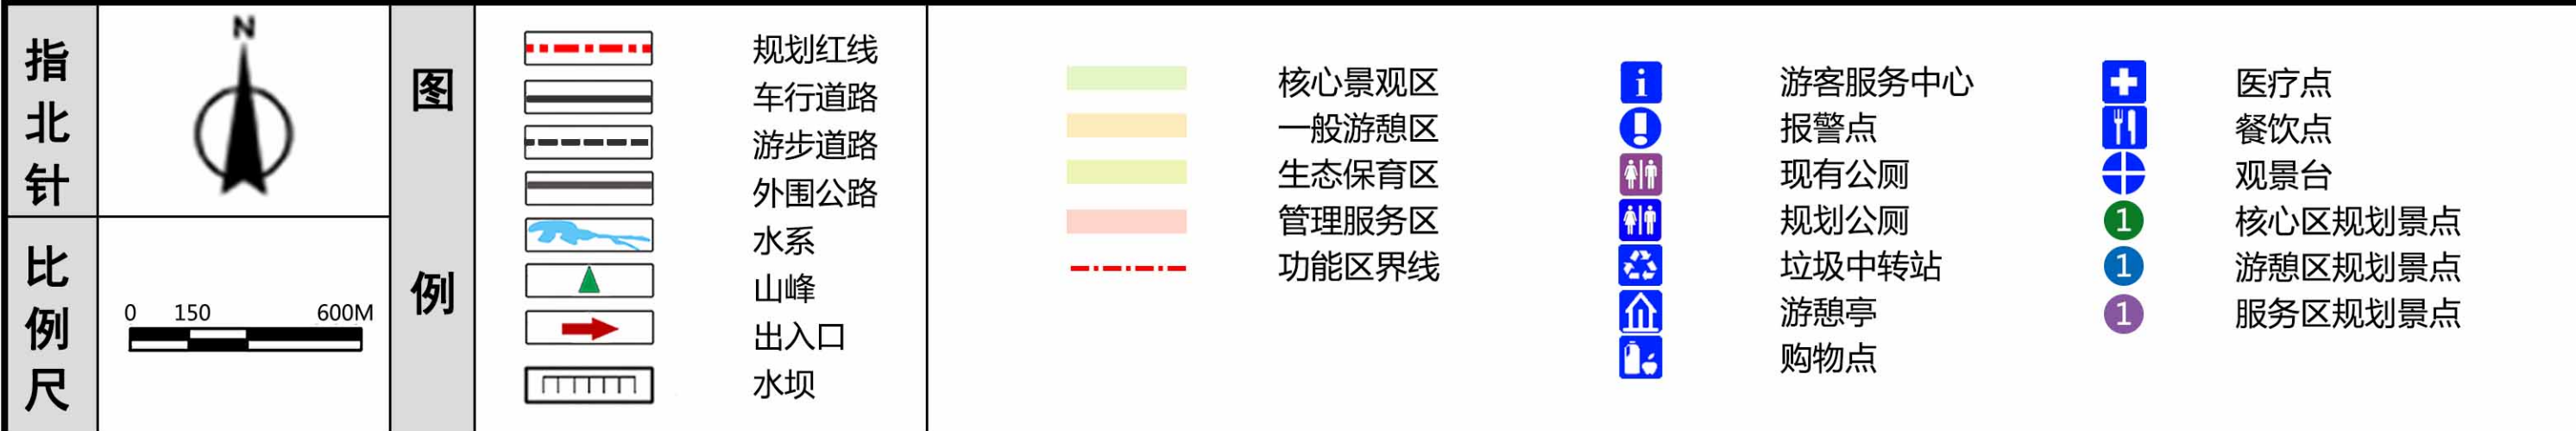 指北针
N
比例尺
0 150 600M
图例
规划红线
车行道路
游步道路
外围公路
水系
山峰
出入口
水坝
核心景观区
一般游憩区
生态保育区
管理服务区
功能区界线
i 游客服务中心
报警点
现有公厕
规划公厕
垃圾中转站
游憩亭
购物点
医疗点
餐饮点
观景台
1 核心区规划景点
1 游憩区规划景点
1 服务区规划景点